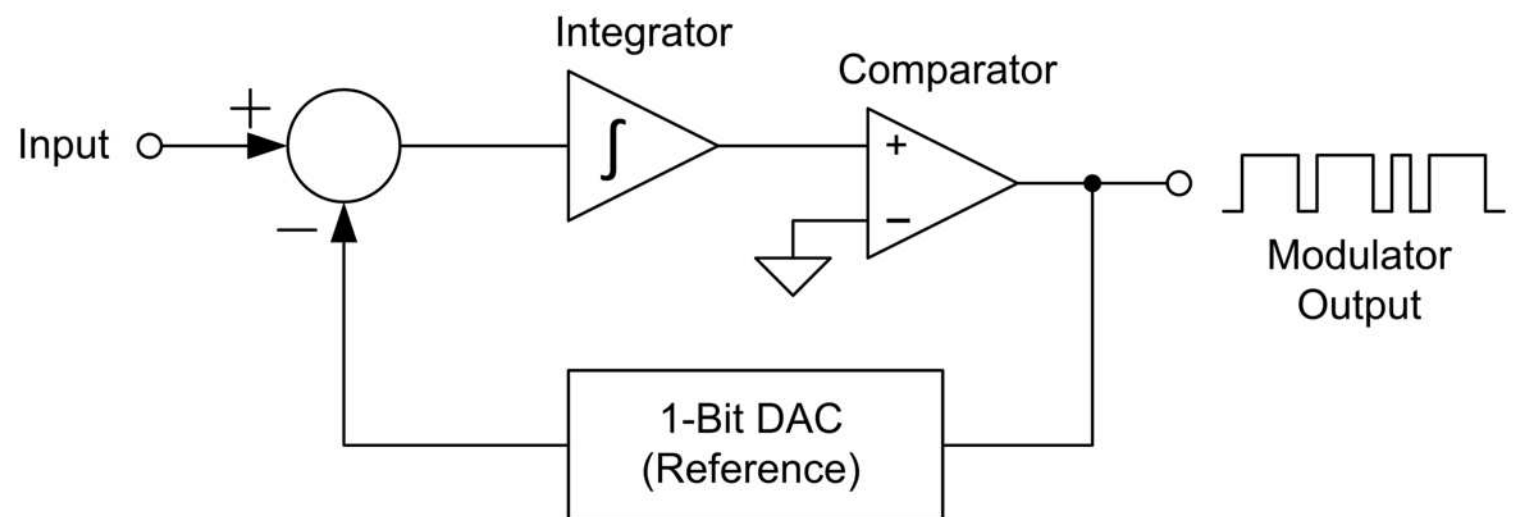 Integrator
Comparator
Input
+
∫
+
−
−
Modulator
Output
1-Bit DAC
(Reference)